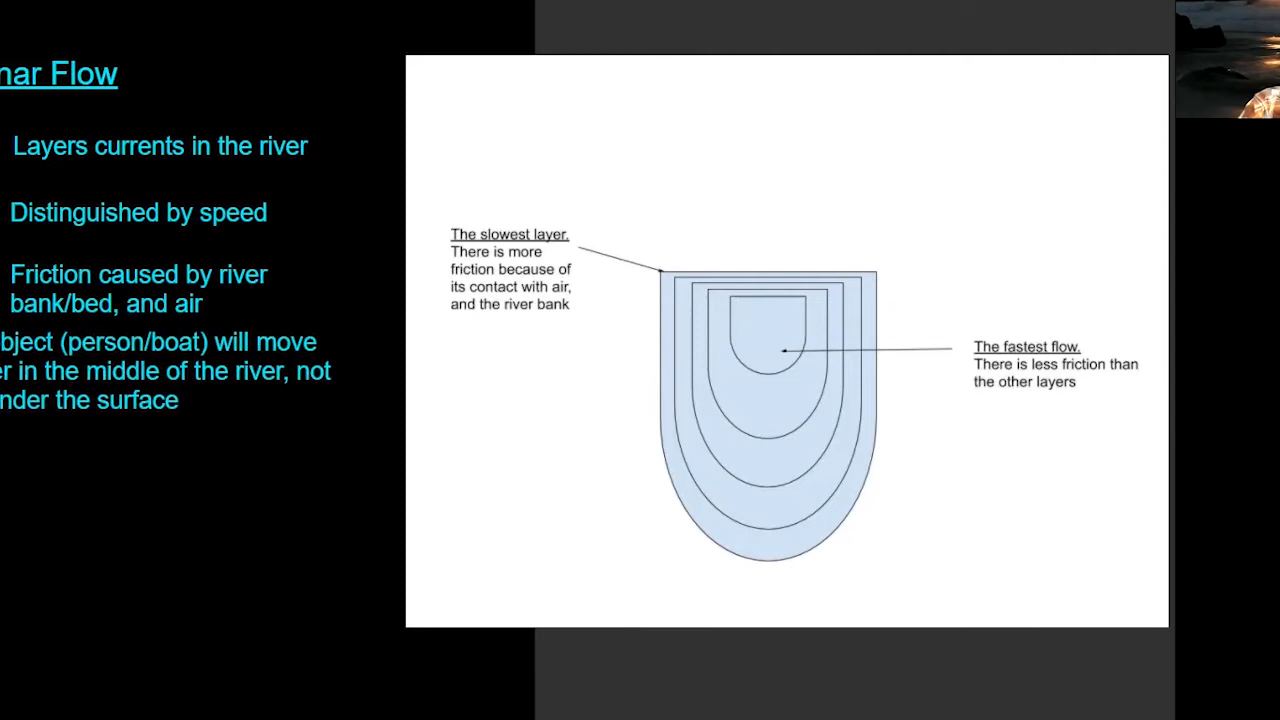 nar Flow
Layers currents in the river
Distinguished by speed
Friction caused by river
bank/bed, and air
bject (person/boat) will move
er in the middle of the river, not
nder the surface
The slowest layer.
There is more
friction because of
its contact with air,
and the river bank
The fastest flow.
There is less friction than
the other layers